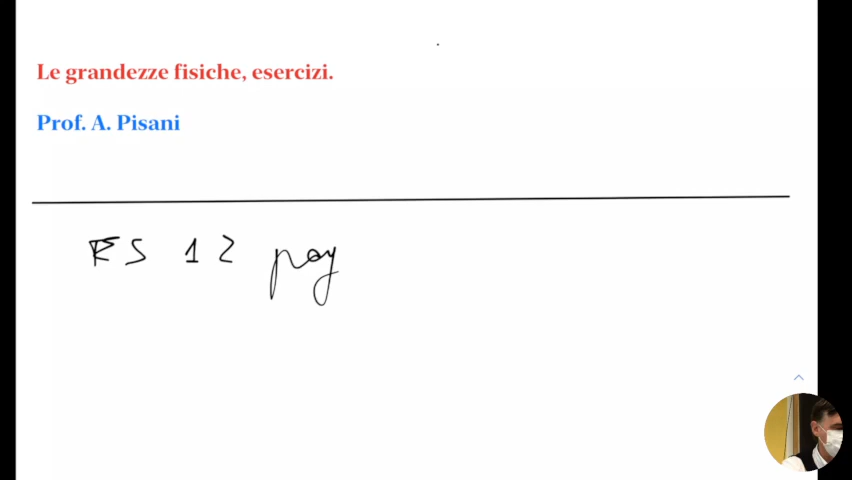 Le grandezze fisiche, esercizi.
Prof. A. Pisani
ES 12 pag